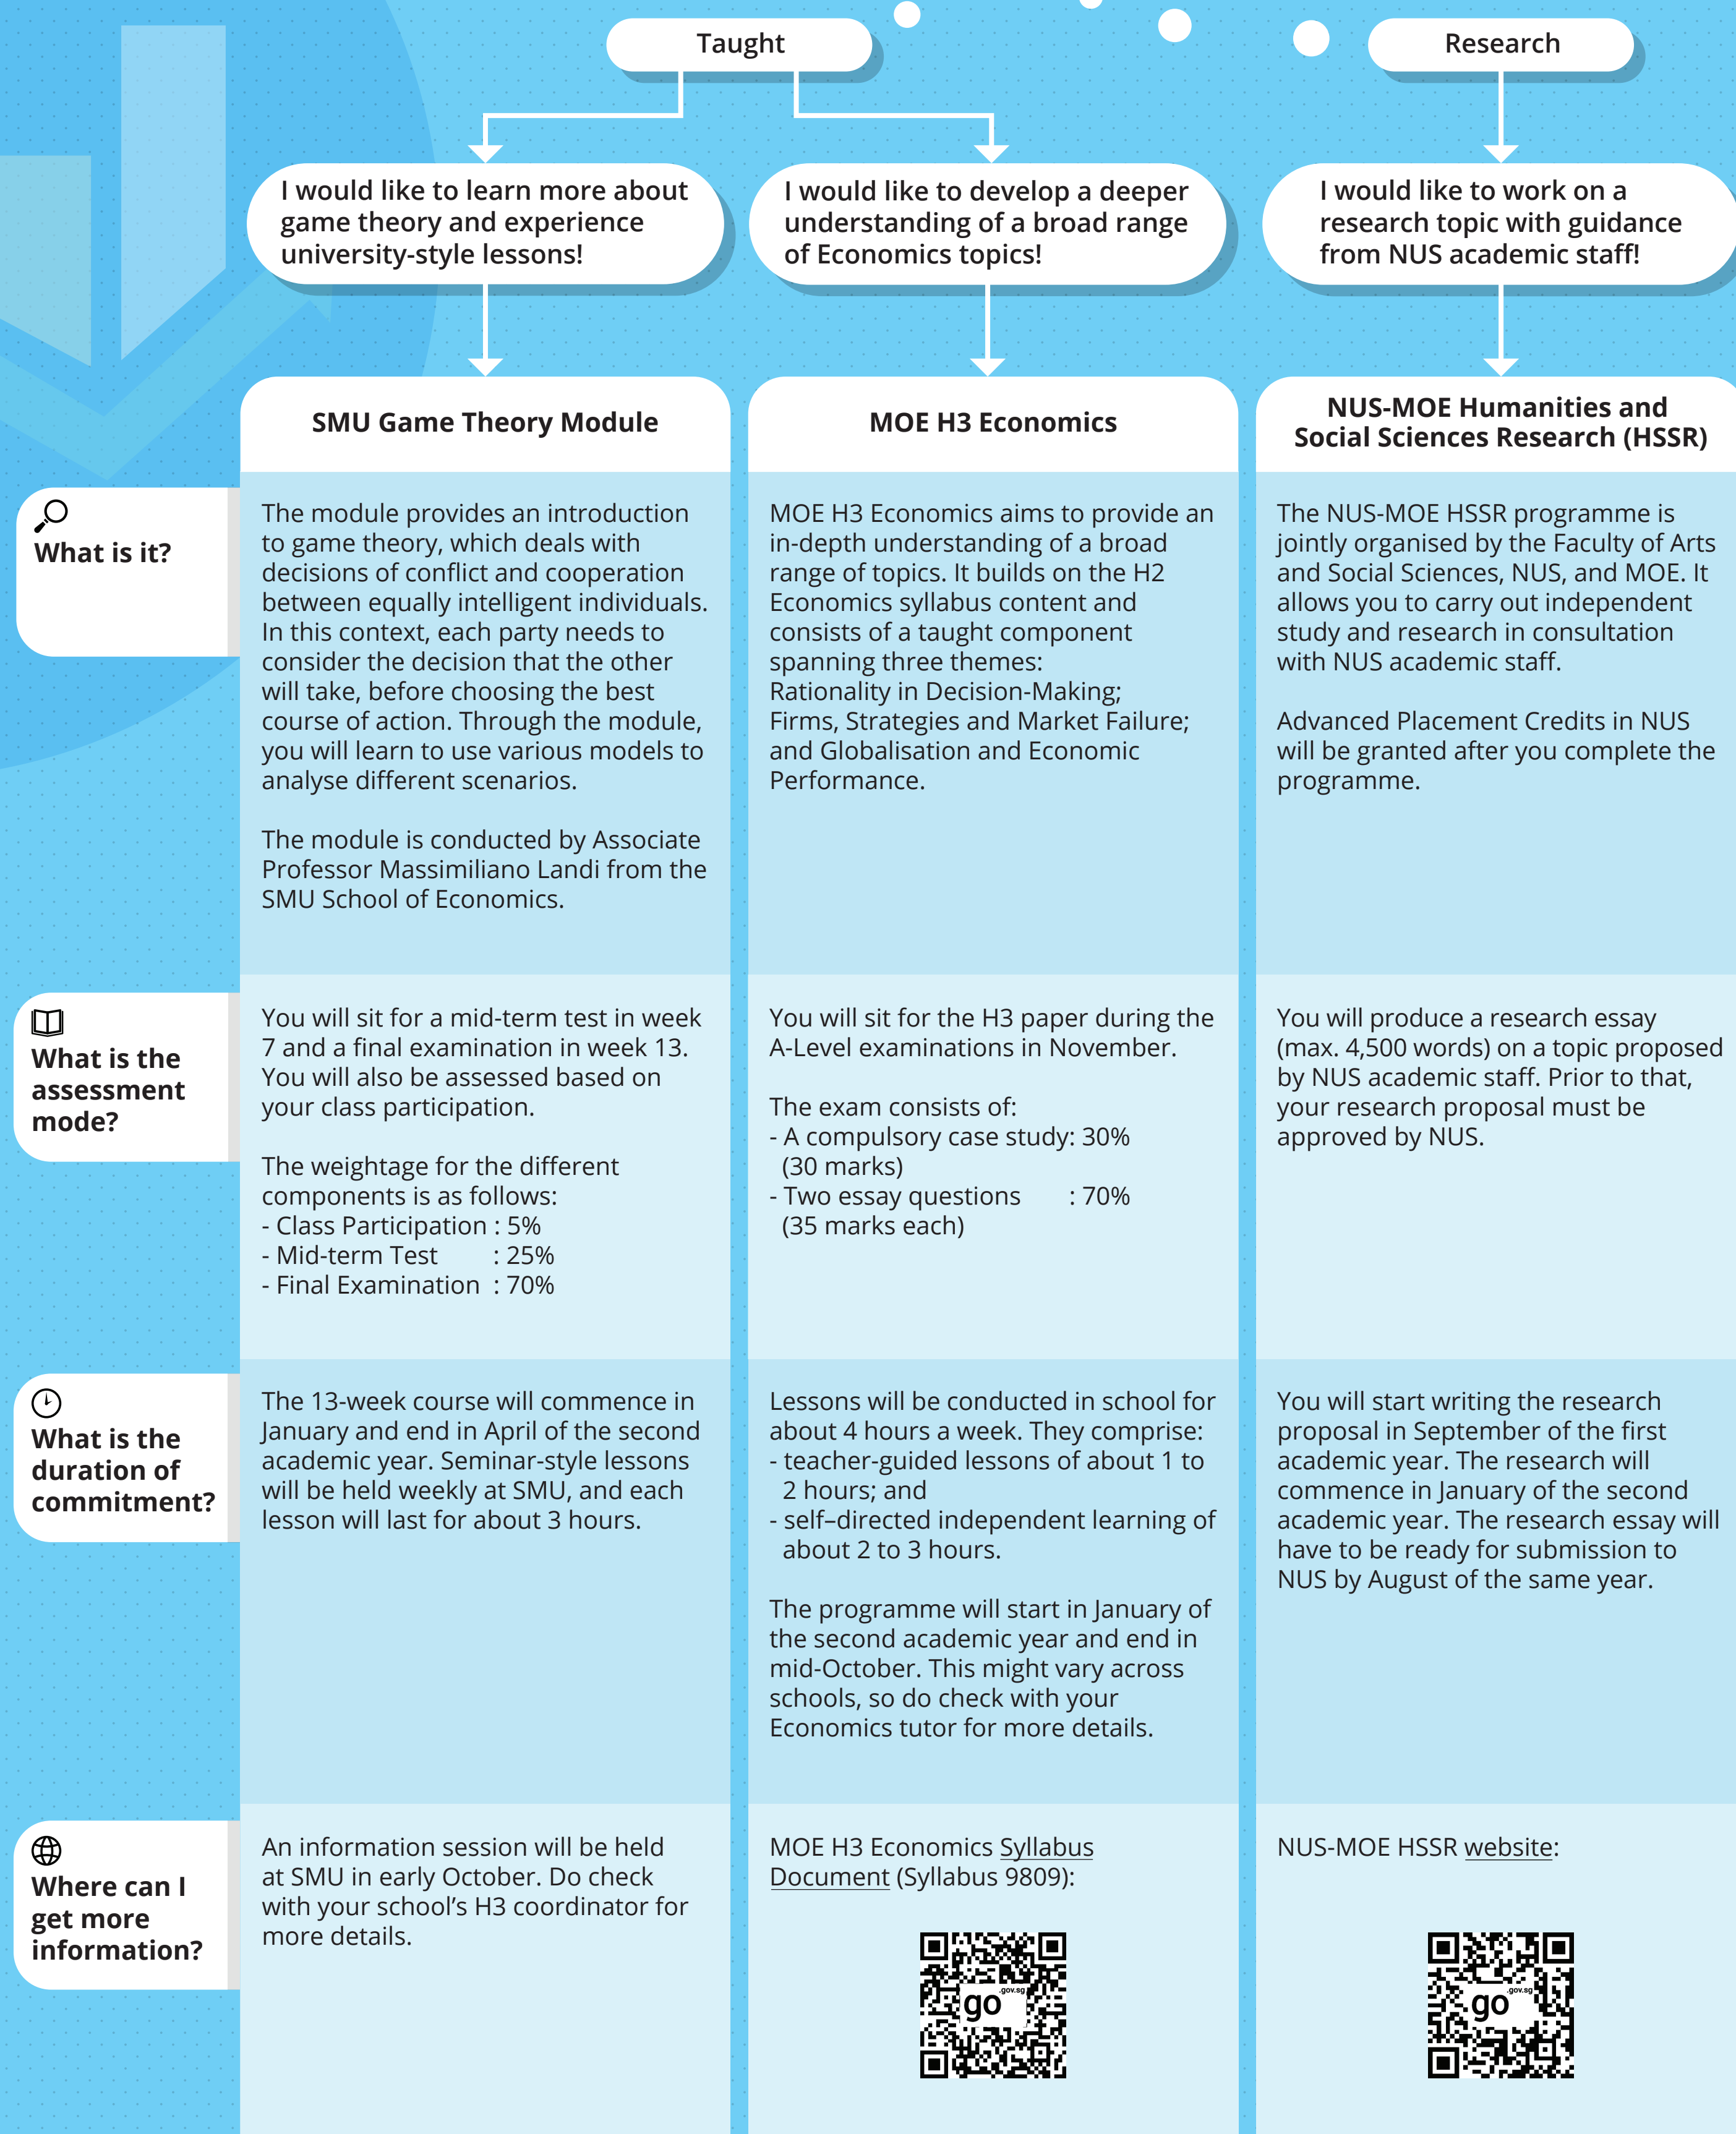 Taught
Research
I would like to learn more about
game theory and experience
university-style lessons!
I would like to develop a deeper
understanding of a broad range
of Economics topics!
I would like to work on a
research topic with guidance
from NUS academic staff!
SMU Game Theory Module
MOE H3 Economics
NUS-MOE Humanities and
Social Sciences Research (HSSR)
What is it?
The module provides an introduction
to game theory, which deals with
decisions of conflict and cooperation
between equally intelligent individuals.
In this context, each party needs to
consider the decision that the other
will take, before choosing the best
course of action. Through the module,
you will learn to use various models to
analyse different scenarios.
The module is conducted by Associate
Professor Massimiliano Landi from the
SMU School of Economics.
MOE H3 Economics aims to provide an
in-depth understanding of a broad
range of topics. It builds on the H2
Economics syllabus content and
consists of a taught component
spanning three themes:
Rationality in Decision-Making;
Firms, Strategies and Market Failure;
and Globalisation and Economic
Performance.
The NUS-MOE HSSR programme is
jointly organised by the Faculty of Arts
and Social Sciences, NUS, and MOE. It
allows you to carry out independent
study and research in consultation
with NUS academic staff.
Advanced Placement Credits in NUS
will be granted after you complete the
programme.
What is the
assessment
mode?
You will sit for a mid-term test in week
7 and a final examination in week 13.
You will also be assessed based on
your class participation.
The weightage for the different
components is as follows:
- Class Participation : 5%
- Mid-term Test : 25%
- Final Examination : 70%
You will sit for the H3 paper during the
A-Level examinations in November.
The exam consists of:
- A compulsory case study: 30%
(30 marks)
- Two essay questions : 70%
(35 marks each)
You will produce a research essay
(max. 4,500 words) on a topic proposed
by NUS academic staff. Prior to that,
your research proposal must be
approved by NUS.
What is the
duration of
commitment?
The 13-week course will commence in
January and end in April of the second
academic year. Seminar-style lessons
will be held weekly at SMU, and each
lesson will last for about 3 hours.
Lessons will be conducted in school for
about 4 hours a week. They comprise:
- teacher-guided lessons of about 1 to
2 hours; and
- self–directed independent learning of
about 2 to 3 hours.
The programme will start in January of
the second academic year and end in
mid-October. This might vary across
schools, so do check with your
Economics tutor for more details.
You will start writing the research
proposal in September of the first
academic year. The research will
commence in January of the second
academic year. The research essay will
have to be ready for submission to
NUS by August of the same year.
Where can I
get more
information?
An information session will be held
at SMU in early October. Do check
with your school’s H3 coordinator for
more details.
MOE H3 Economics Syllabus
Document (Syllabus 9809):
go.gov.sg
NUS-MOE HSSR website:
go.gov.sg